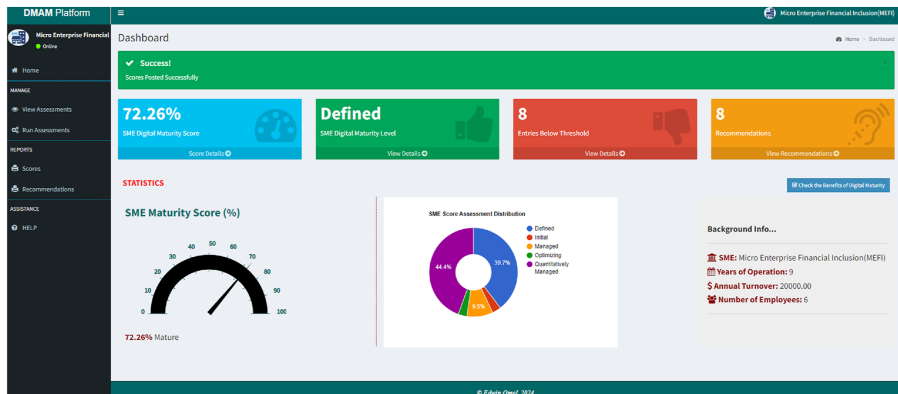 DMAM Platform
Micro Enterprise Financial Inclusion(MEFI)
Micro Enterprise Financial
Online
Home
MANAGE
View Assessments
Run Assessments
REPORTS
Scores
Recommendations
ASSISTANCE
HELP
Dashboard
Home
Dashboard
Success!
Scores Posted Successfully
72.26%
SME Digital Maturity Score
Score Details
Defined
SME Digital Maturity Level
View Details
8
Entries Below Threshold
View Details
8
Recommendations
View Recommendations
STATISTICS
Check the Benefits of Digital Maturity
SME Maturity Score (%)
0
10
20
30
40
50
60
70
80
90
100
72.26% Mature
SME Score Assessment Distribution
39.7%
9.5%
44.4%
Defined
Initial
Managed
Optimizing
Quantitatively
Managed
Background Info...
SME: Micro Enterprise Financial Inclusion(MEFI)
Years of Operation: 9
$ Annual Turnover: 20000.00
Number of Employees: 6
© Edwin Omol, 2024